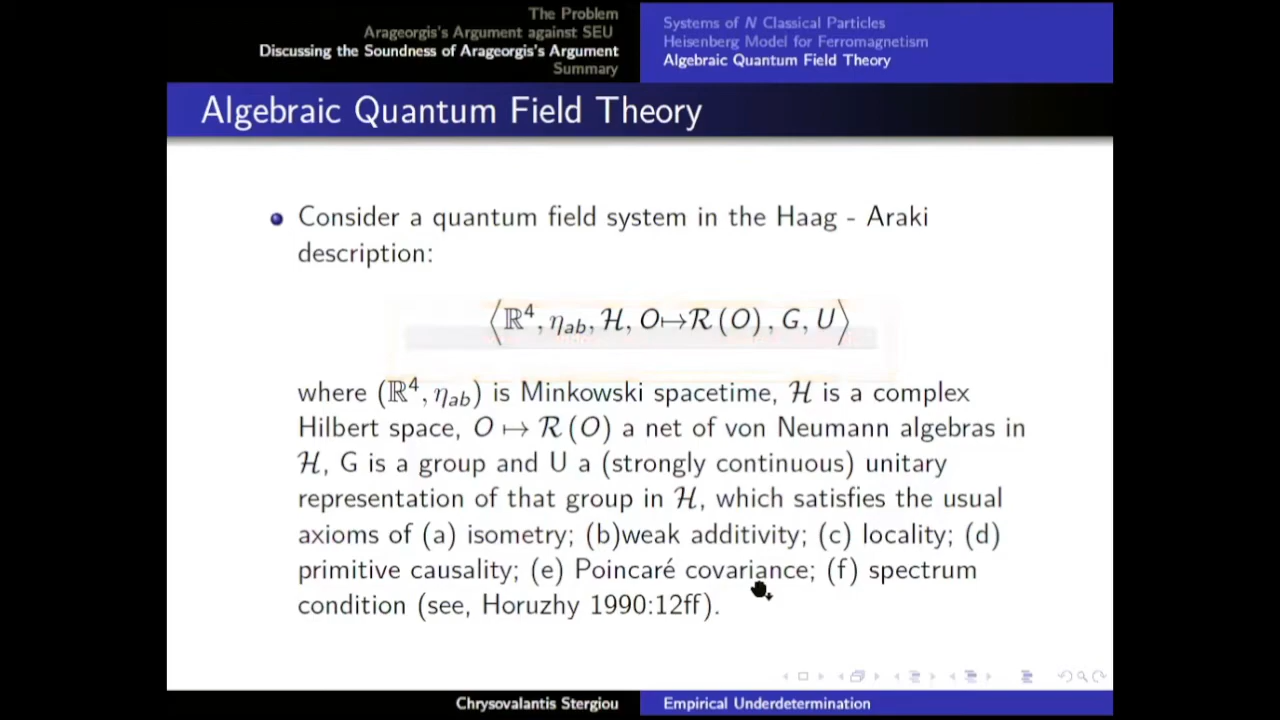 The Problem
Arageorgis's Argument against SEU
Discussing the Soundness of Arageorgis's Argument
Summary
Systems of N Classical Particles
Heisenberg Model for Ferromagnetism
Algebraic Quantum Field Theory
Algebraic Quantum Field Theory
Consider a quantum field system in the Haag - Araki
description:
⟨ℝ⁴, η_ab, ℋ, O↦ℛ(O), G, U⟩
where (ℝ⁴, η_ab) is Minkowski spacetime, ℋ is a complex
Hilbert space, O ↦ ℛ(O) a net of von Neumann algebras in
ℋ, G is a group and U a (strongly continuous) unitary
representation of that group in ℋ, which satisfies the usual
axioms of (a) isometry; (b)weak additivity; (c) locality; (d)
primitive causality; (e) Poincaré covariance; (f) spectrum
condition (see, Horuzhy 1990:12ff).
Chrysovalantis Stergiou
Empirical Underdetermination